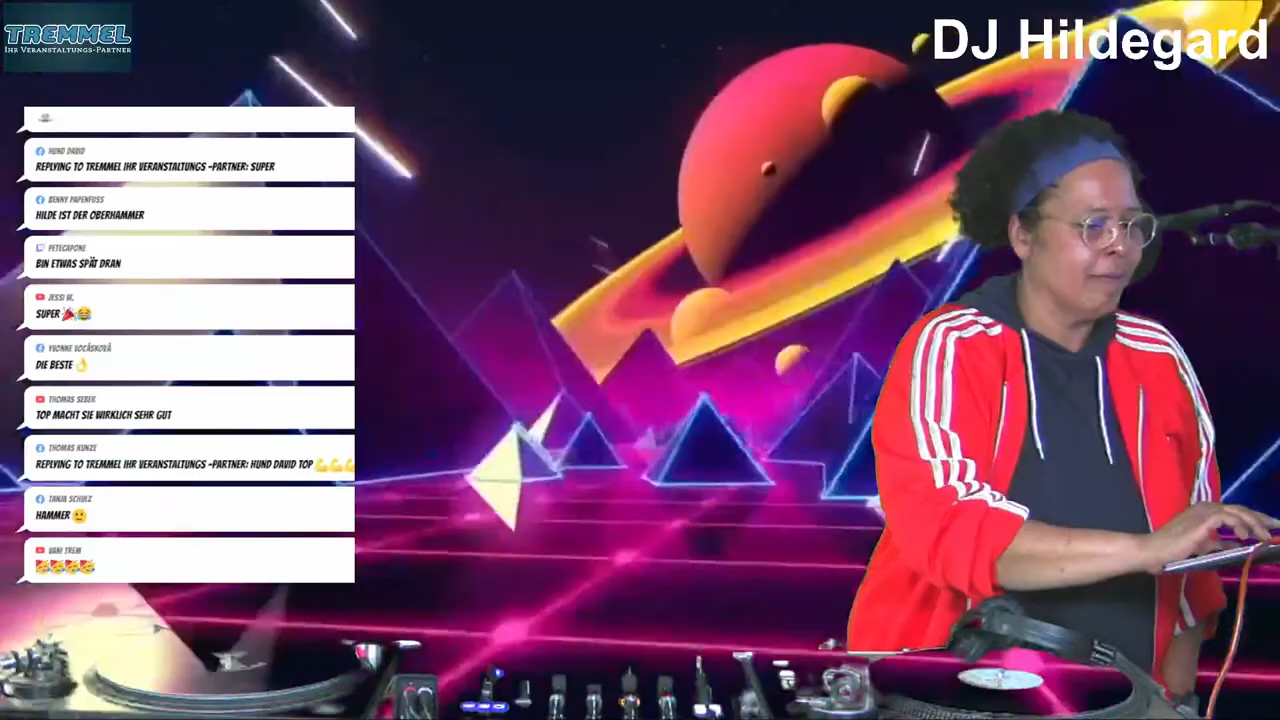 TREMMEL
IHR VERANSTALTUNGS-PARTNER
DJ Hildegard
HUND DAVID
REPLYING TO TREMMEL IHR VERANSTALTUNGS -PARTNER: SUPER
BENNY PAPENFUSS
HILDE IST DER OBERHAMMER
PETECAPONE
BIN ETWAS SPÄT DRAN
JESSI W.
SUPER 🎉😂
YVONNE VOCÁSKOVÁ
DIE BESTE 👌
THOMAS SEBER
TOP MACHT SIE WIRKLICH SEHR GUT
THOMAS KUNZE
REPLYING TO TREMMEL IHR VERANSTALTUNGS -PARTNER: HUND DAVID TOP 💪💪💪
TANJA SCHULZ
HAMMER 🙂
VANI TREM
🥳🥳🥳🥳